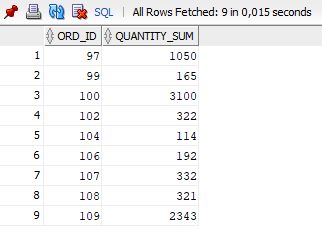 SQL | All Rows Fetched: 9 in 0,015 seconds
ORD_ID QUANTITY_SUM
1 97 1050
2 99 165
3 100 3100
4 102 322
5 104 114
6 106 192
7 107 332
8 108 321
9 109 2343